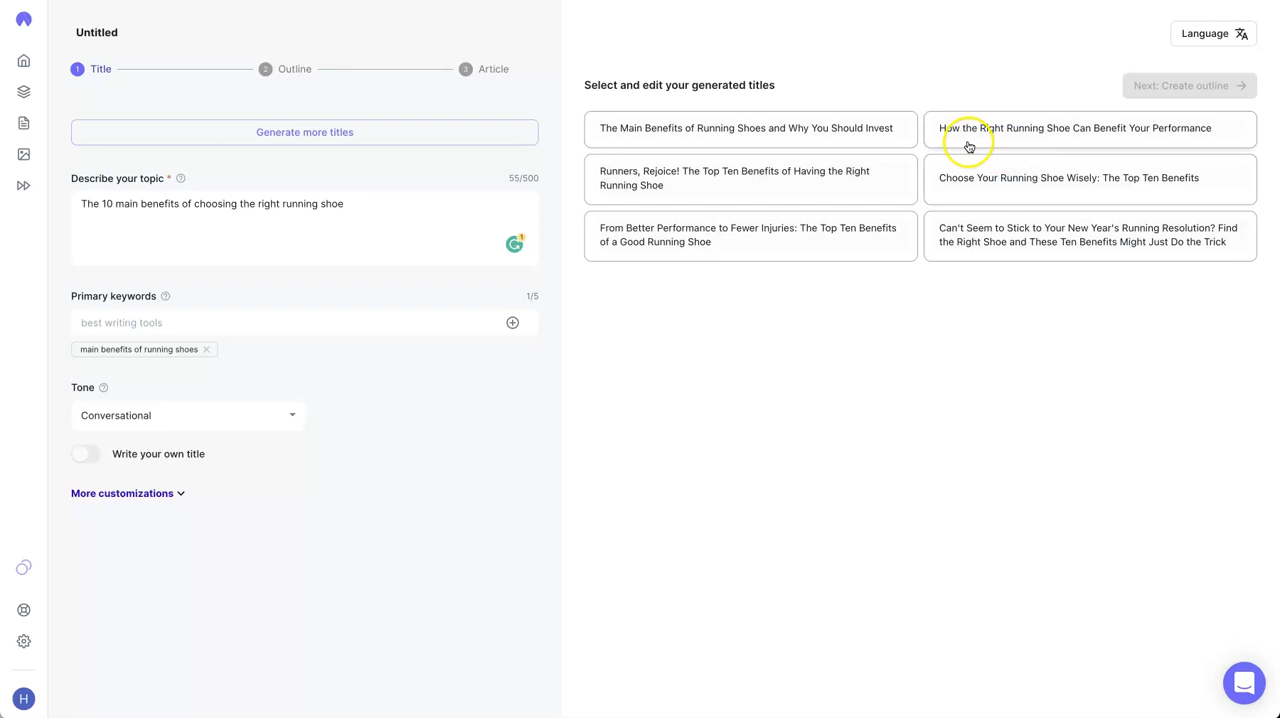 Untitled
Language
1 Title
2 Outline
3 Article
Generate more titles
Describe your topic *
55/500
The 10 main benefits of choosing the right running shoe
Primary keywords
1/5
best writing tools
main benefits of running shoes
Tone
Conversational
Write your own title
More customizations
H
Select and edit your generated titles
Next: Create outline
The Main Benefits of Running Shoes and Why You Should Invest
How the Right Running Shoe Can Benefit Your Performance
Runners, Rejoice! The Top Ten Benefits of Having the Right
Running Shoe
Choose Your Running Shoe Wisely: The Top Ten Benefits
From Better Performance to Fewer Injuries: The Top Ten Benefits
of a Good Running Shoe
Can't Seem to Stick to Your New Year's Running Resolution? Find
the Right Shoe and These Ten Benefits Might Just Do the Trick